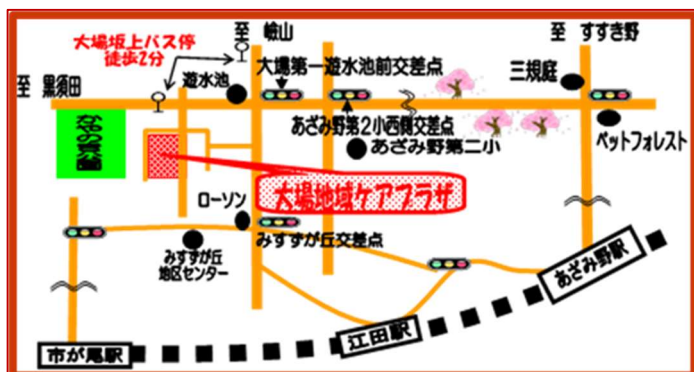 至 嶮山
至 すすき野
大場坂上バス停
徒歩2分
大場第一遊水池前交差点
三規庭
至 黒須田
遊水池
あざみ野第2小西側交差点
ペットフォレスト
あざみ野第二小
大場地域ケアプラザ
ローソン
みすずが丘交差点
みすずが丘
地区センター
あざみ野駅
江田駅
市が尾駅